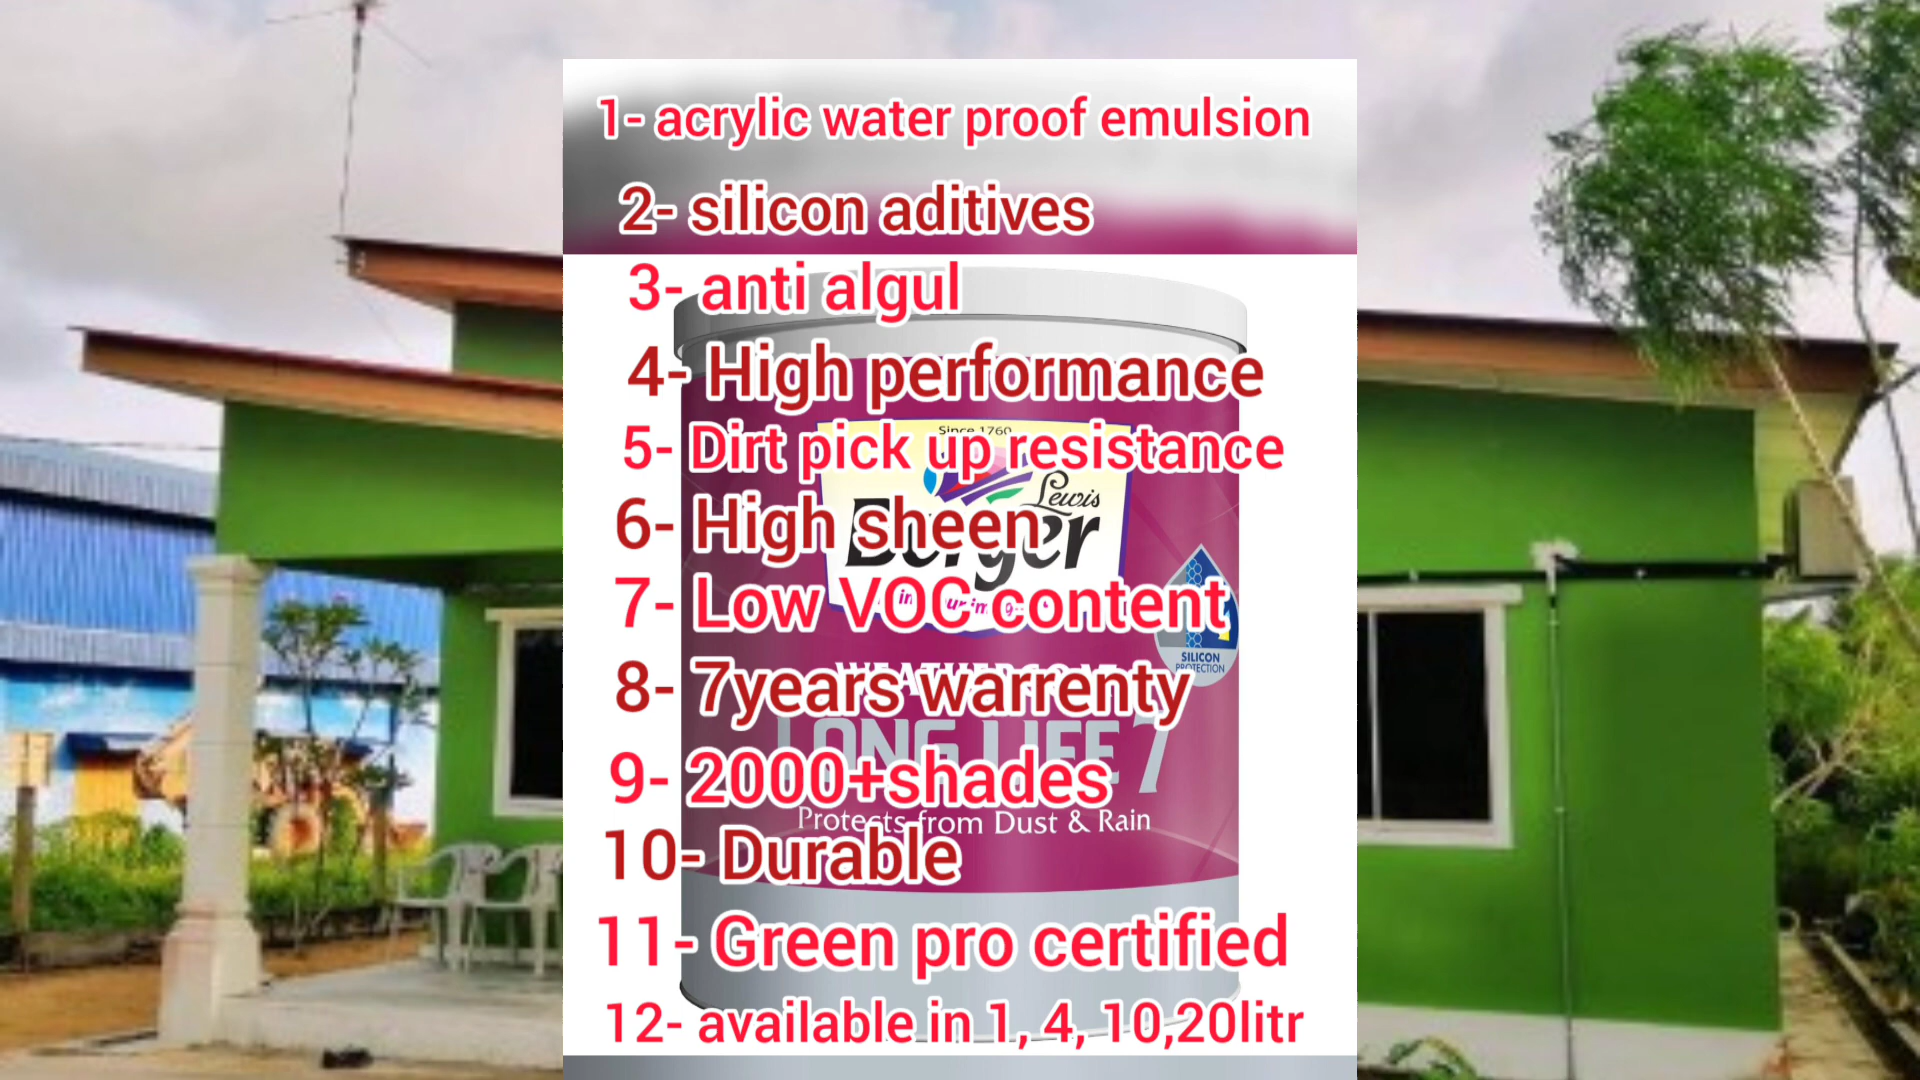 1- acrylic water proof emulsion
2- silicon aditives
3- anti algul
4- High performance
Since 1760
5- Dirt pick up resistance
Lewis
Berger
6- High sheen
7- Low VOC content
SILICON
PROTECTION
8- 7years warrenty
LONG LIFE 7
9- 2000+shades
Protects from Dust & Rain
10- Durable
11- Green pro certified
12- available in 1, 4, 10,20litr